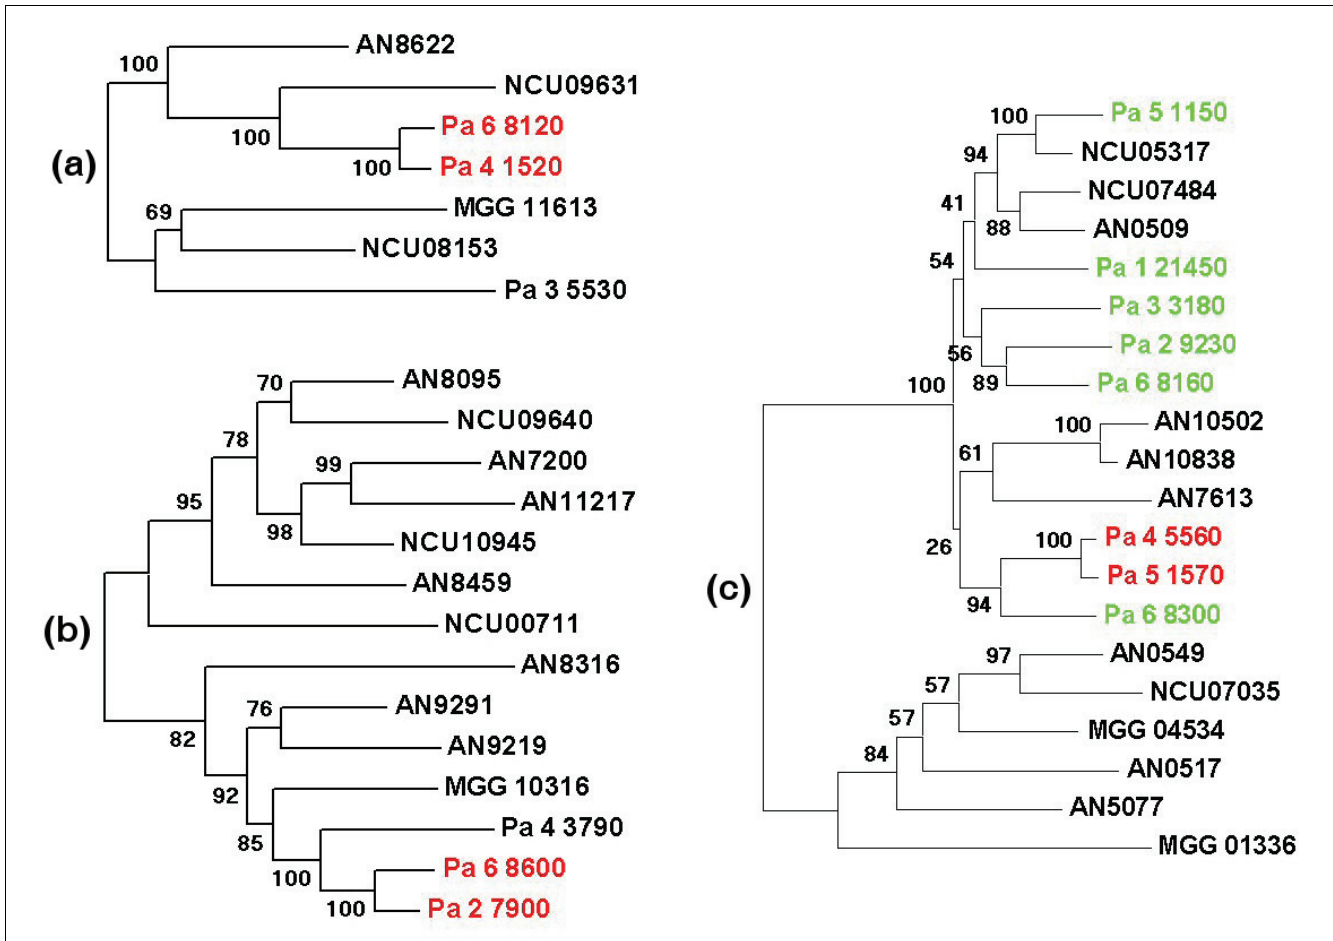 AN8622
100
NCU09631
Pa 6 8120
100
100
Pa 4 1520
(a)
MGG 11613
69
NCU08153
Pa 3 5530
AN8095
70
NCU09640
78
AN7200
99
AN11217
95
98
NCU10945
AN8459
(b)
NCU00711
AN8316
AN9291
76
82
AN9219
92
MGG 10316
85
Pa 4 3790
100
Pa 6 8600
100
Pa 2 7900
Pa 5 1150
100
NCU05317
94
NCU07484
41
88
AN0509
54
Pa 1 21450
Pa 3 3180
56
Pa 2 9230
100
89
Pa 6 8160
AN10502
100
61
AN10838
AN7613
Pa 4 5560
26
100
Pa 5 1570
(c)
94
Pa 6 8300
AN0549
97
57
NCU07035
57
MGG 04534
84
AN0517
AN5077
MGG 01336